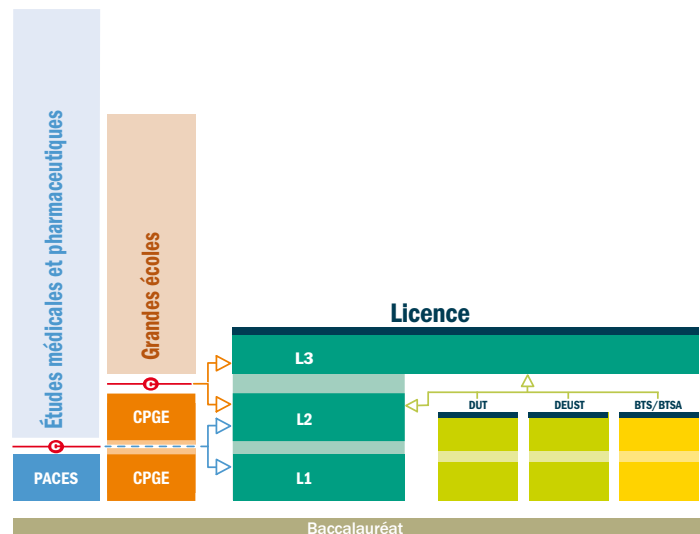 Études médicales et pharmaceutiques
Grandes écoles
Licence
L3
C
CPGE
L2
DUT
DEUST
BTS/BTSA
C
PACES
CPGE
L1
Baccalauréat